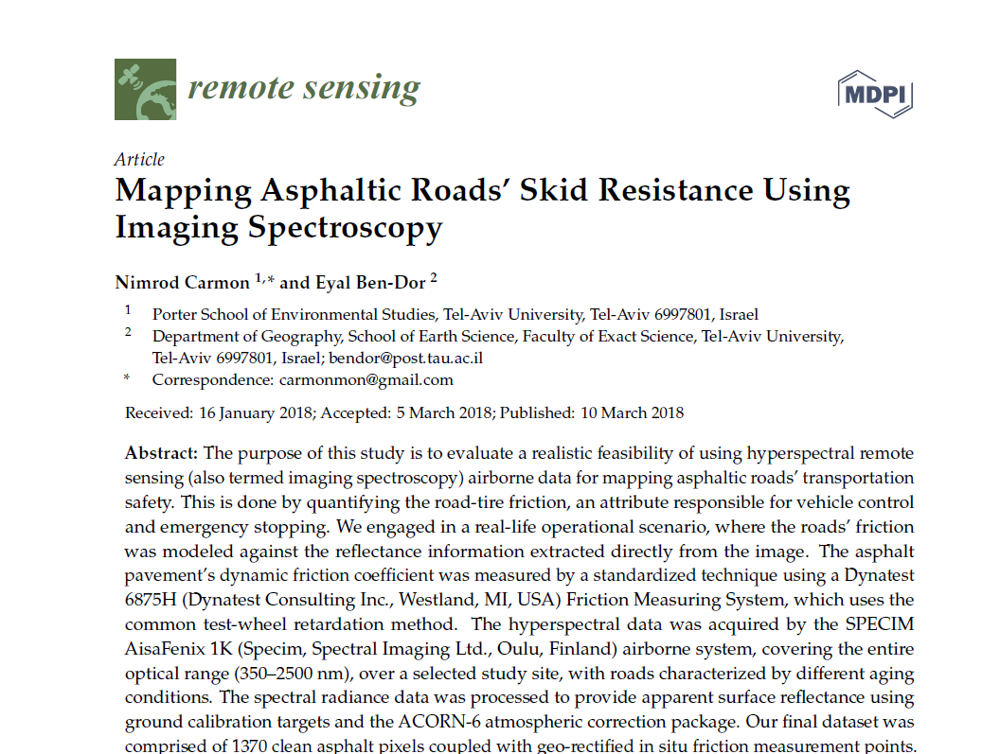 remote sensing
MDPI
Article
Mapping Asphaltic Roads’ Skid Resistance Using
Imaging Spectroscopy
Nimrod Carmon 1,* and Eyal Ben-Dor 2
1 Porter School of Environmental Studies, Tel-Aviv University, Tel-Aviv 6997801, Israel
2 Department of Geography, School of Earth Science, Faculty of Exact Science, Tel-Aviv University,
Tel-Aviv 6997801, Israel; bendor@post.tau.ac.il
* Correspondence: carmonmon@gmail.com
Received: 16 January 2018; Accepted: 5 March 2018; Published: 10 March 2018
Abstract: The purpose of this study is to evaluate a realistic feasibility of using hyperspectral remote
sensing (also termed imaging spectroscopy) airborne data for mapping asphaltic roads’ transportation
safety. This is done by quantifying the road-tire friction, an attribute responsible for vehicle control
and emergency stopping. We engaged in a real-life operational scenario, where the roads’ friction
was modeled against the reflectance information extracted directly from the image. The asphalt
pavement’s dynamic friction coefficient was measured by a standardized technique using a Dynatest
6875H (Dynatest Consulting Inc., Westland, MI, USA) Friction Measuring System, which uses the
common test-wheel retardation method. The hyperspectral data was acquired by the SPECIM
AisaFenix 1K (Specim, Spectral Imaging Ltd., Oulu, Finland) airborne system, covering the entire
optical range (350–2500 nm), over a selected study site, with roads characterized by different aging
conditions. The spectral radiance data was processed to provide apparent surface reflectance using
ground calibration targets and the ACORN-6 atmospheric correction package. Our final dataset was
comprised of 1370 clean asphalt pixels coupled with geo-rectified in situ friction measurement points.